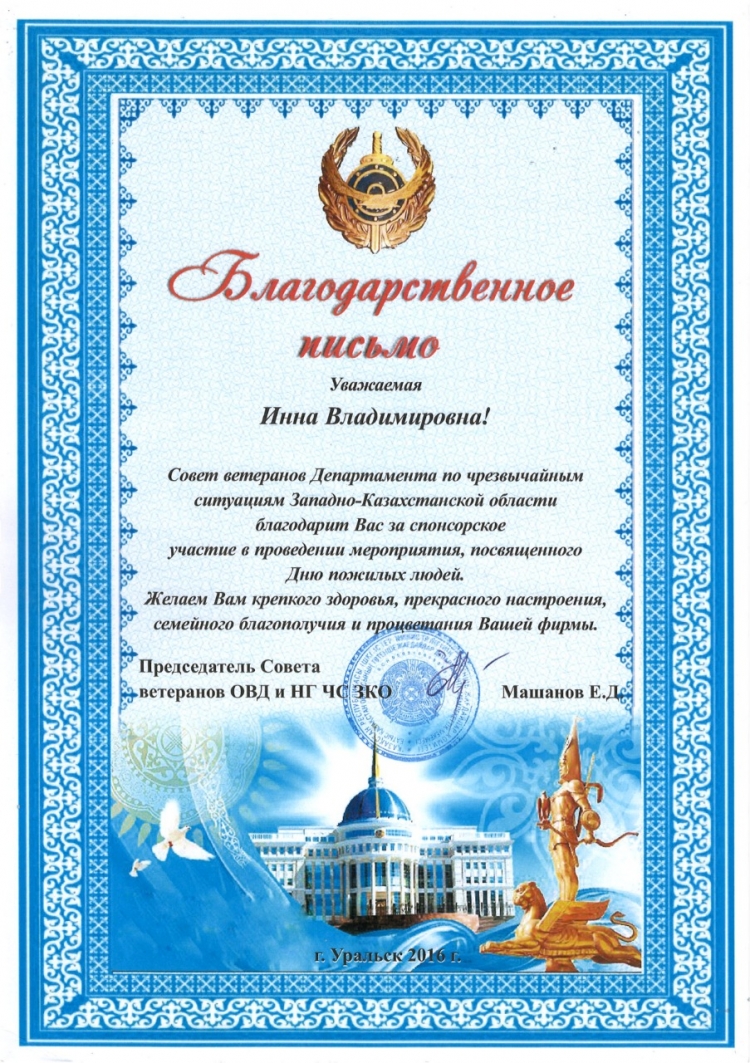 Благодарственное
письмо
Уважаемая
Инна Владимировна!
Совет ветеранов Департамента по чрезвычайным
ситуациям Западно-Казахстанской области
благодарит Вас за спонсорское
участие в проведении мероприятия, посвященного
Дню пожилых людей.
Желаем Вам крепкого здоровья, прекрасного настроения,
семейного благополучия и процветания Вашей фирмы.
Председатель Совета
ветеранов ОВД и НГ ЧС ЗКО Машанов Е.Д.
г. Уральск 2016 г.